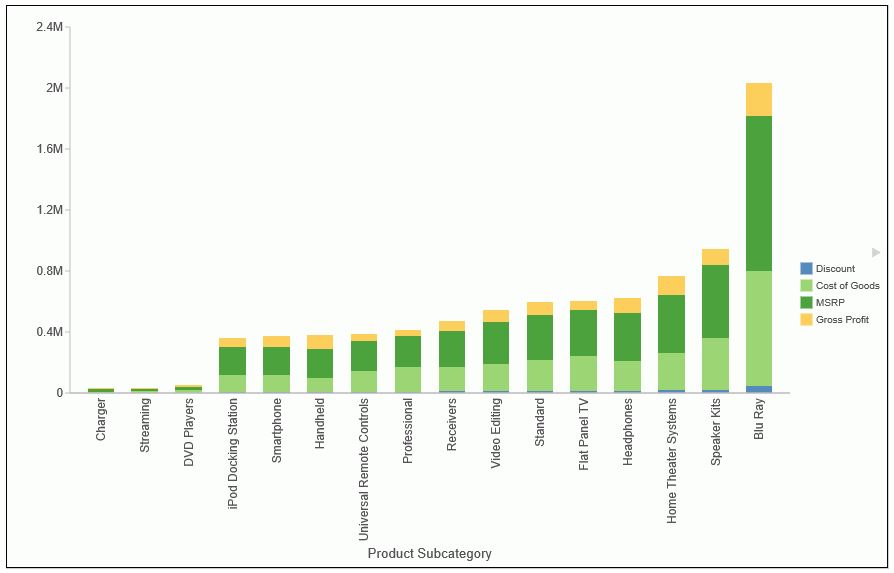 2.4M
2M
1.6M
1.2M
0.8M
0.4M
0
Charger
Streaming
DVD Players
iPod Docking Station
Smartphone
Handheld
Universal Remote Controls
Professional
Receivers
Video Editing
Standard
Flat Panel TV
Headphones
Home Theater Systems
Speaker Kits
Blu Ray
Product Subcategory
Discount
Cost of Goods
MSRP
Gross Profit